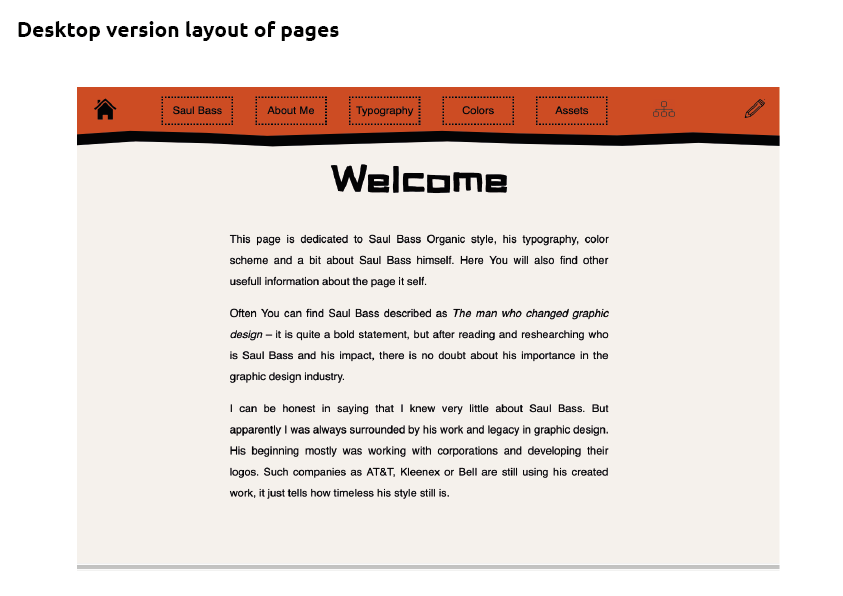 Desktop version layout of pages
Saul Bass About Me Typography Colors Assets
Welcome
This page is dedicated to Saul Bass Organic style, his typography, color
scheme and a bit about Saul Bass himself. Here You will also find other
usefull information about the page it self.
Often You can find Saul Bass described as The man who changed graphic
design – it is quite a bold statement, but after reading and reshearching who
is Saul Bass and his impact, there is no doubt about his importance in the
graphic design industry.
I can be honest in saying that I knew very little about Saul Bass. But
apparently I was always surrounded by his work and legacy in graphic design.
His beginning mostly was working with corporations and developing their
logos. Such companies as AT&T, Kleenex or Bell are still using his created
work, it just tells how timeless his style still is.